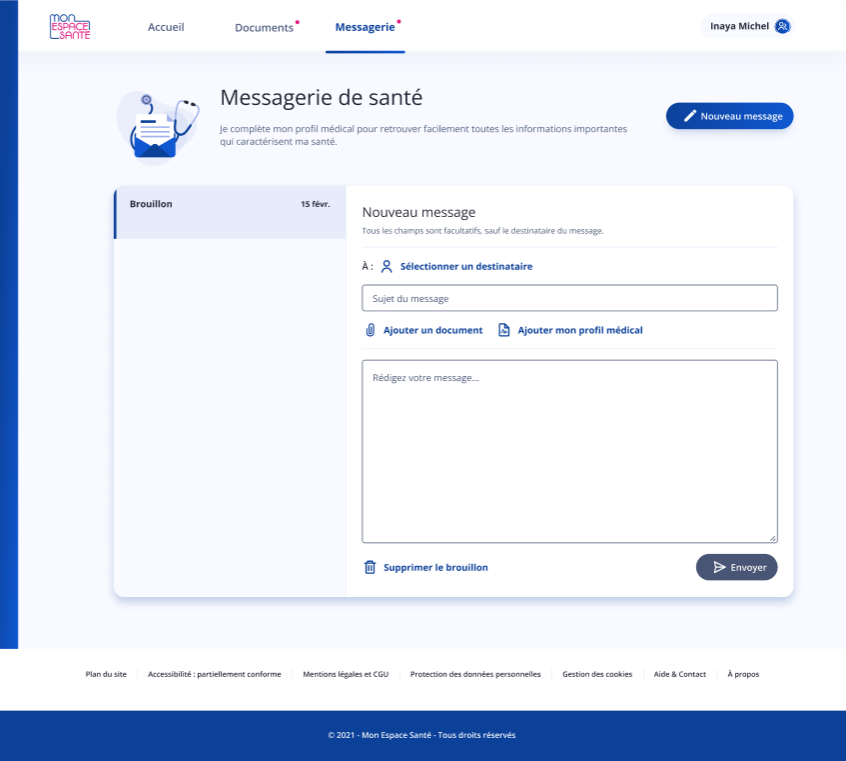 MON
ESPACE
SANTÉ
Accueil
Documents
Messagerie
Inaya Michel
Messagerie de santé
Je complète mon profil médical pour retrouver facilement toutes les informations importantes
qui caractérisent ma santé.
Nouveau message
Brouillon 15 févr.
Nouveau message
Tous les champs sont facultatifs, sauf le destinataire du message.
À : Sélectionner un destinataire
Sujet du message
Ajouter un document Ajouter mon profil médical
Rédigez votre message...
Supprimer le brouillon
Envoyer
Plan du site Accessibilité : partiellement conforme Mentions légales et CGU Protection des données personnelles Gestion des cookies Aide & Contact À propos
© 2021 - Mon Espace Santé - Tous droits réservés